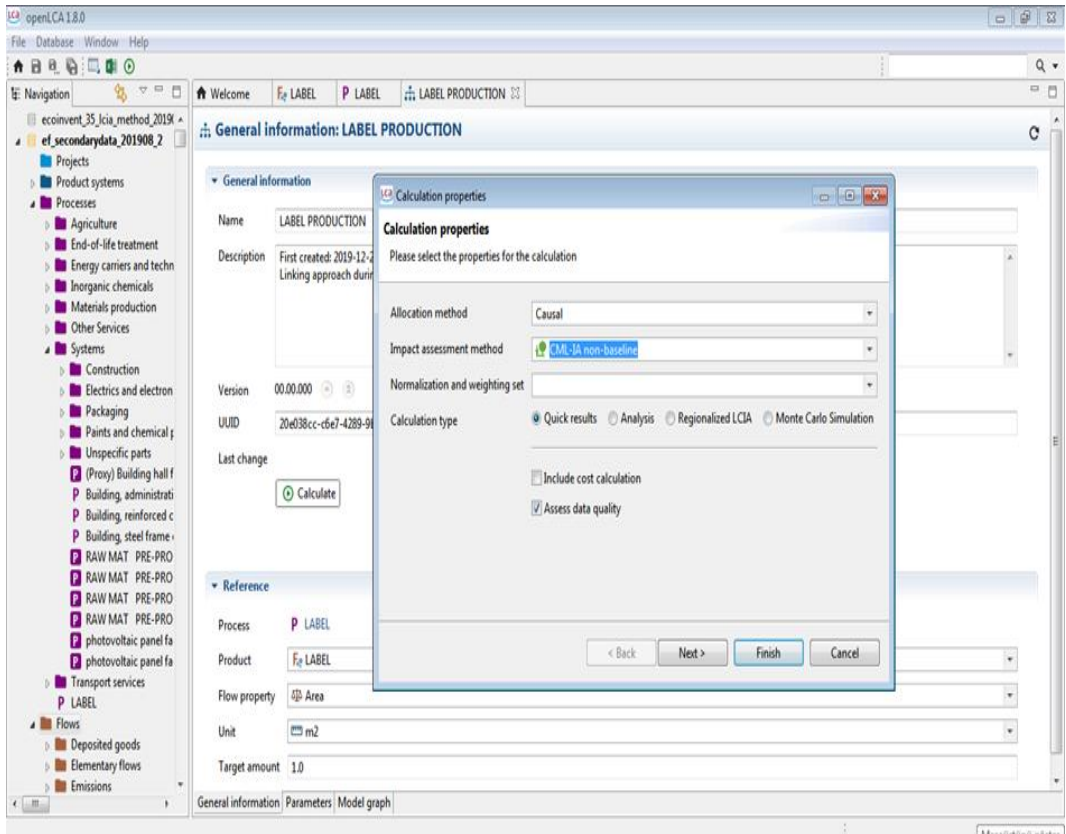 openLCA 1.8.0
File Database Window Help
Navigation
Welcome LABEL P LABEL LABEL PRODUCTION
ecoinvent_35_lcia_method_2019
ef_secondarydata_201908_2
Projects
Product systems
Processes
Agriculture
End-of-life treatment
Energy carriers and techn
Inorganic chemicals
Materials production
Other Services
Systems
Construction
Electrics and electron
Packaging
Paints and chemical p
Unspecific parts
(Proxy) Building hall f
P Building, administrati
P Building, reinforced c
P Building, steel frame
P RAW MAT PRE-PRO
P RAW MAT PRE-PRO
P RAW MAT PRE-PRO
P RAW MAT PRE-PRO
P photovoltaic panel fa
P photovoltaic panel fa
Transport services
P LABEL
Flows
Deposited goods
Elementary flows
Emissions
General information: LABEL PRODUCTION
General information
Name LABEL PRODUCTION
Description First created: 2019-12-2
Linking approach durin
Version 00.00.000
UUID 20e038cc-c6e7-4289-9
Last change
Calculate
Reference
Process P LABEL
Product LABEL
Flow property Area
Unit m2
Target amount 1.0
General information Parameters Model graph
Calculation properties
Calculation properties
Please select the properties for the calculation
Allocation method Causal
Impact assessment method CML-IA non-baseline
Normalization and weighting set
Calculation type Quick results Analysis Regionalized LCIA Monte Carlo Simulation
Include cost calculation
Assess data quality
< Back Next > Finish Cancel